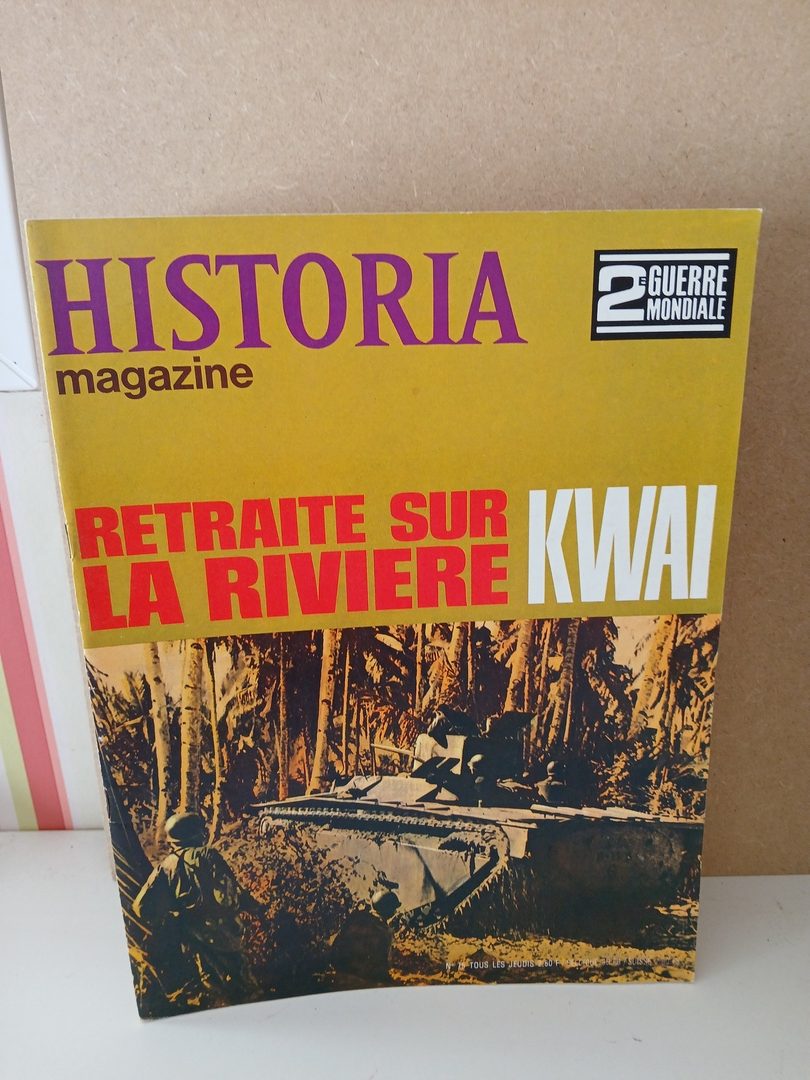 HISTORIA
magazine
2E GUERRE
MONDIALE
RETRAITE SUR
LA RIVIERE KWAI
TOUS LES JEUDIS